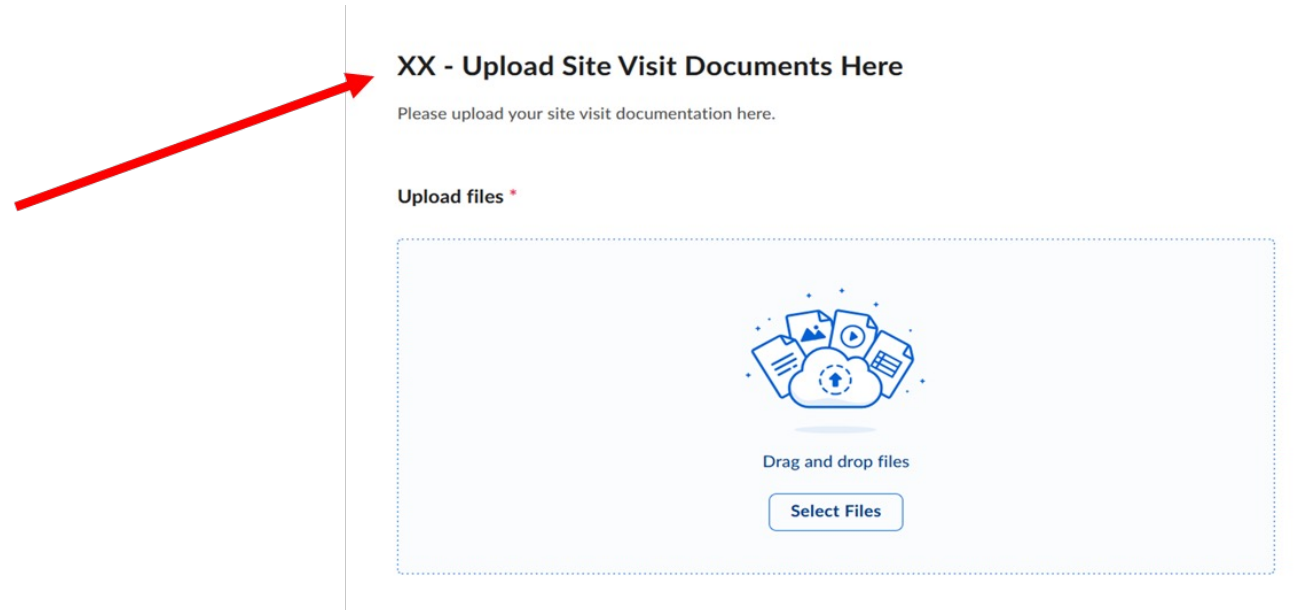 XX - Upload Site Visit Documents Here
Please upload your site visit documentation here.
Upload files *
Drag and drop files
Select Files